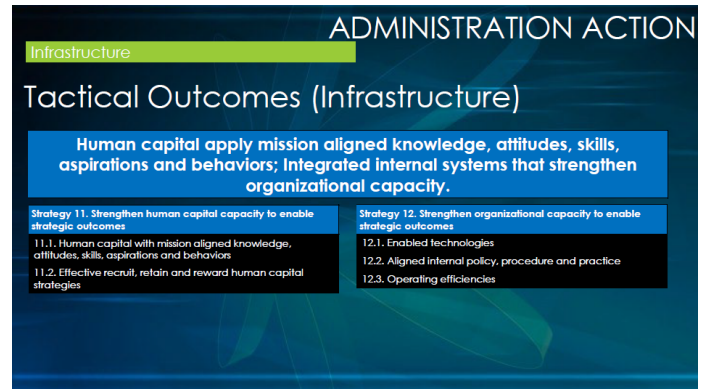 ADMINISTRATION ACTION
Infrastructure
Tactical Outcomes (Infrastructure)
Human capital apply mission aligned knowledge, attitudes, skills,
aspirations and behaviors; Integrated internal systems that strengthen
organizational capacity.
Strategy 11. Strengthen human capital capacity to enable
strategic outcomes
11.1. Human capital with mission aligned knowledge,
attitudes, skills, aspirations and behaviors
11.2. Effective recruit, retain and reward human capital
strategies
Strategy 12. Strengthen organizational capacity to enable
strategic outcomes
12.1. Enabled technologies
12.2. Aligned internal policy, procedure and practice
12.3. Operating efficiencies